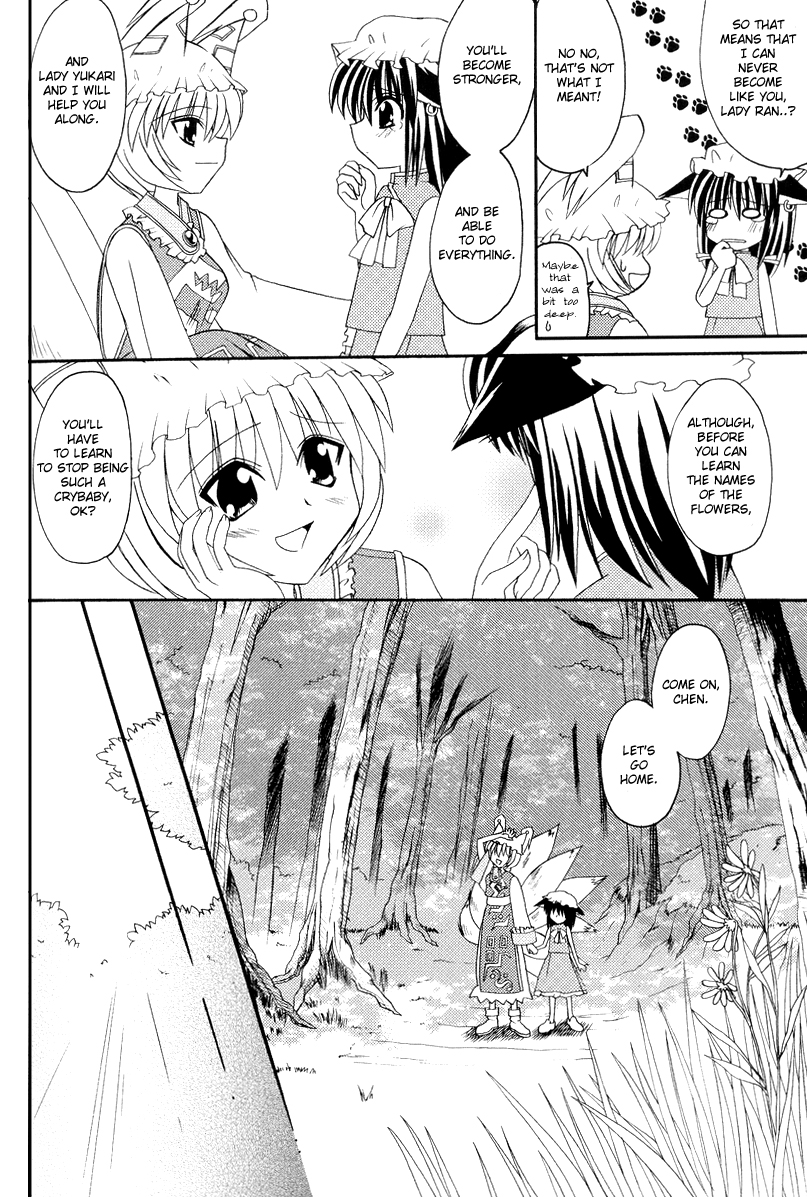 SO THAT
MEANS THAT
I CAN
NEVER
BECOME
LIKE YOU,
LADY RAN..?
NO NO,
THAT'S NOT
WHAT I
MEANT!
Maybe
that
was a
bit too
deep.
YOU'LL
BECOME
STRONGER,
AND BE
ABLE
TO DO
EVERYTHING.
AND
LADY YUKARI
AND I WILL
HELP YOU
ALONG.
ALTHOUGH,
BEFORE
YOU CAN
LEARN
THE NAMES
OF THE
FLOWERS,
YOU'LL
HAVE
TO LEARN
TO STOP BEING
SUCH A
CRYBABY,
OK?
COME ON,
CHEN.
LET'S
GO
HOME.